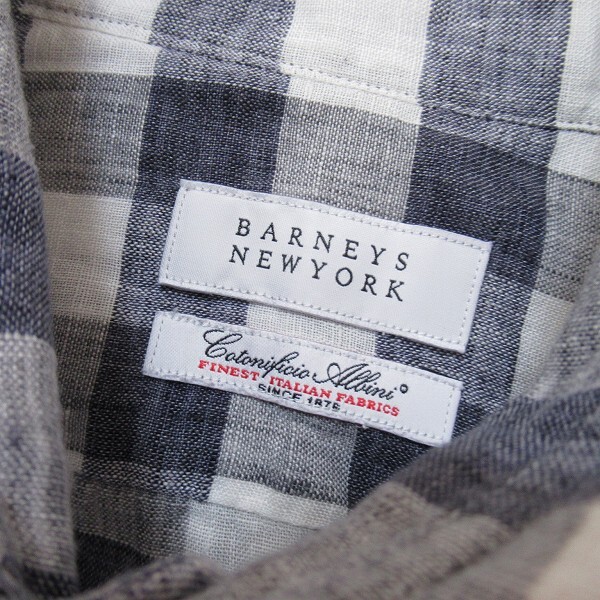 BARNEYS
NEWYORK
Cotonificio Albini®
FINEST ITALIAN FABRICS
SINCE 1876